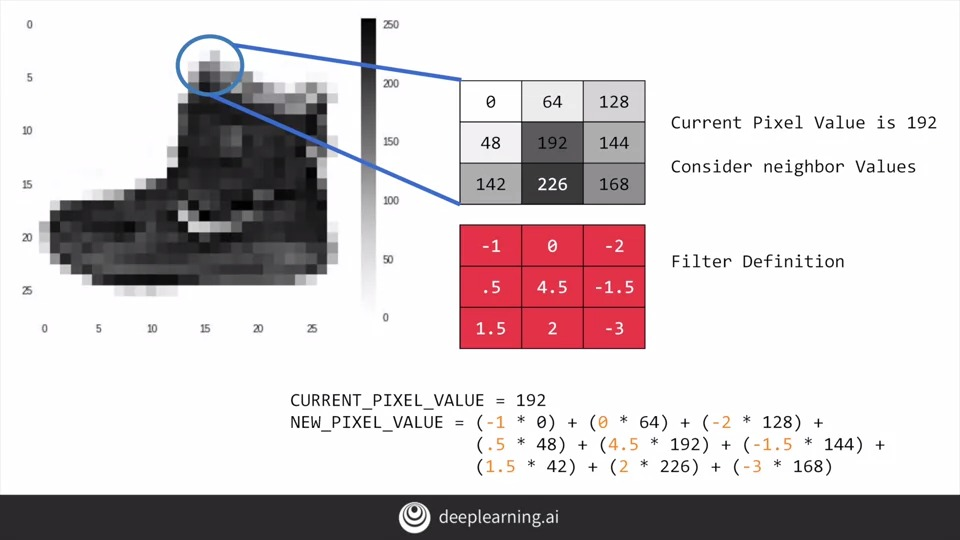 0
5
10
15
20
25
0 5 10 15 20 25
250
200
150
100
50
0
0 64 128
48 192 144
142 226 168
Current Pixel Value is 192
Consider neighbor Values
-1 0 -2
.5 4.5 -1.5
1.5 2 -3
Filter Definition
CURRENT_PIXEL_VALUE = 192
NEW_PIXEL_VALUE = (-1 * 0) + (0 * 64) + (-2 * 128) +
(.5 * 48) + (4.5 * 192) + (-1.5 * 144) +
(1.5 * 42) + (2 * 226) + (-3 * 168)
deeplearning.ai